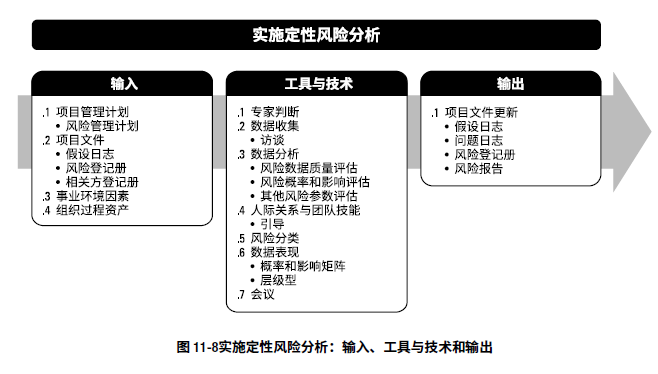 实施定性风险分析
输入
.1 项目管理计划
• 风险管理计划
.2 项目文件
• 假设日志
• 风险登记册
• 相关方登记册
.3 事业环境因素
.4 组织过程资产
工具与技术
.1 专家判断
.2 数据收集
• 访谈
.3 数据分析
• 风险数据质量评估
• 风险概率和影响评估
• 其他风险参数评估
.4 人际关系与团队技能
• 引导
.5 风险分类
.6 数据表现
• 概率和影响矩阵
• 层级型
.7 会议
输出
.1 项目文件更新
• 假设日志
• 问题日志
• 风险登记册
• 风险报告
图 11-8实施定性风险分析：输入、工具与技术和输出